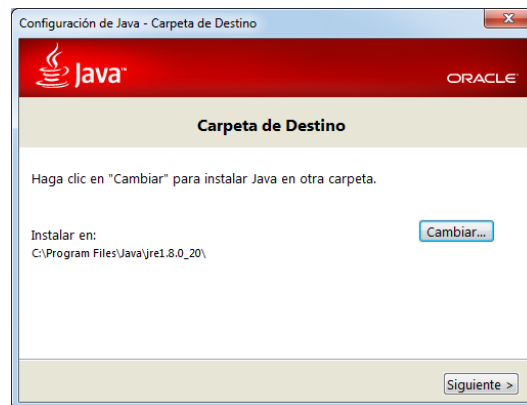 Configuración de Java - Carpeta de Destino
Java™
ORACLE
Carpeta de Destino
Haga clic en "Cambiar" para instalar Java en otra carpeta.
Instalar en:
Cambiar...
C:\Program Files\Java\jre1.8.0_20\
Siguiente >